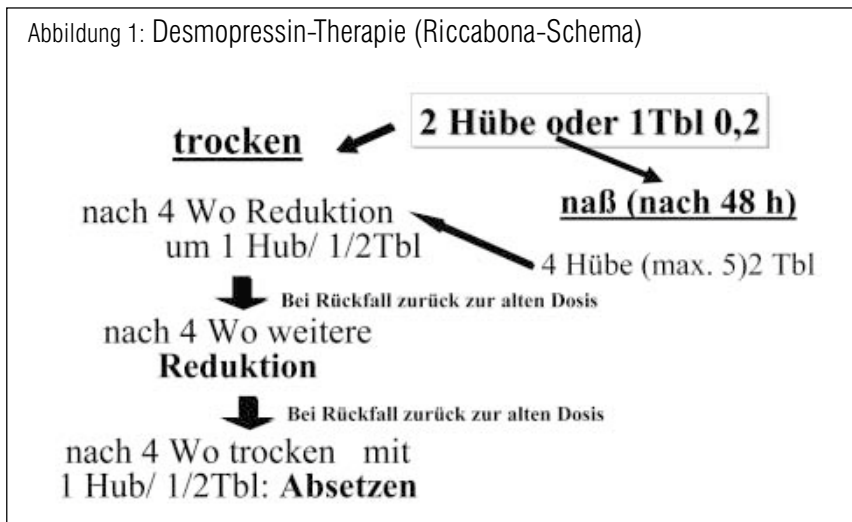 Abbildung 1: Desmopressin-Therapie (Riccabona-Schema)
2 Hübe oder 1Tbl 0,2
trocken
naß (nach 48 h)
nach 4 Wo Reduktion
um 1 Hub/ 1/2Tbl
4 Hübe (max. 5)2 Tbl
Bei Rückfall zurück zur alten Dosis
nach 4 Wo weitere
Reduktion
Bei Rückfall zurück zur alten Dosis
nach 4 Wo trocken mit
1 Hub/ 1/2Tbl: Absetzen